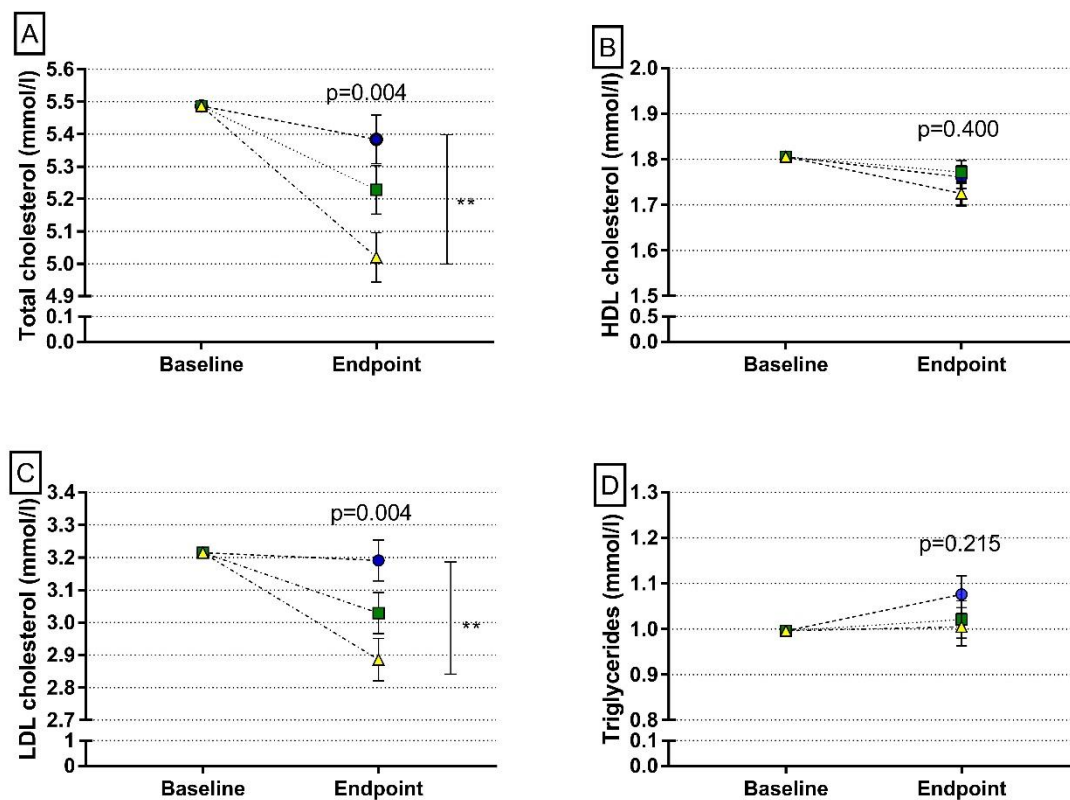 A
Total cholesterol (mmol/l)
5.6
5.5
5.4
5.3
5.2
5.1
5.0
4.9
0.1
0.0
p=0.004
**
Baseline
Endpoint
B
HDL cholesterol (mmol/l)
2.0
1.9
1.8
1.7
1.6
1.5
0.5
0.0
p=0.400
Baseline
Endpoint
C
LDL cholesterol (mmol/l)
3.4
3.3
3.2
3.1
3.0
2.9
2.8
2.7
1
0
p=0.004
**
Baseline
Endpoint
D
Triglycerides (mmol/l)
1.3
1.2
1.1
1.0
0.9
0.8
0.1
0.0
p=0.215
Baseline
Endpoint